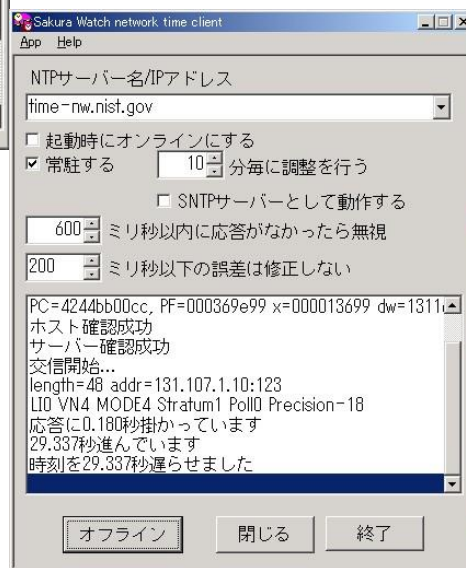 Sakura Watch network time client
App Help
NTPサーバー名/IPアドレス
time-nw.nist.gov
起動時にオンラインにする
常駐する 10 分毎に調整を行う
SNTPサーバーとして動作する
600 ミリ秒以内に応答がなかったら無視
200 ミリ秒以下の誤差は修正しない
PC=4244bb00cc, PF=000369e99 x=000013699 dw=1311
ホスト確認成功
サーバー確認成功
交信開始...
length=48 addr=131.107.1.10:123
LI0 VN4 MODE4 Stratum1 Poll0 Precision-18
応答に0.180秒掛かっています
29.337秒進んでいます
時刻を29.337秒遅らせました
オフライン 閉じる 終了